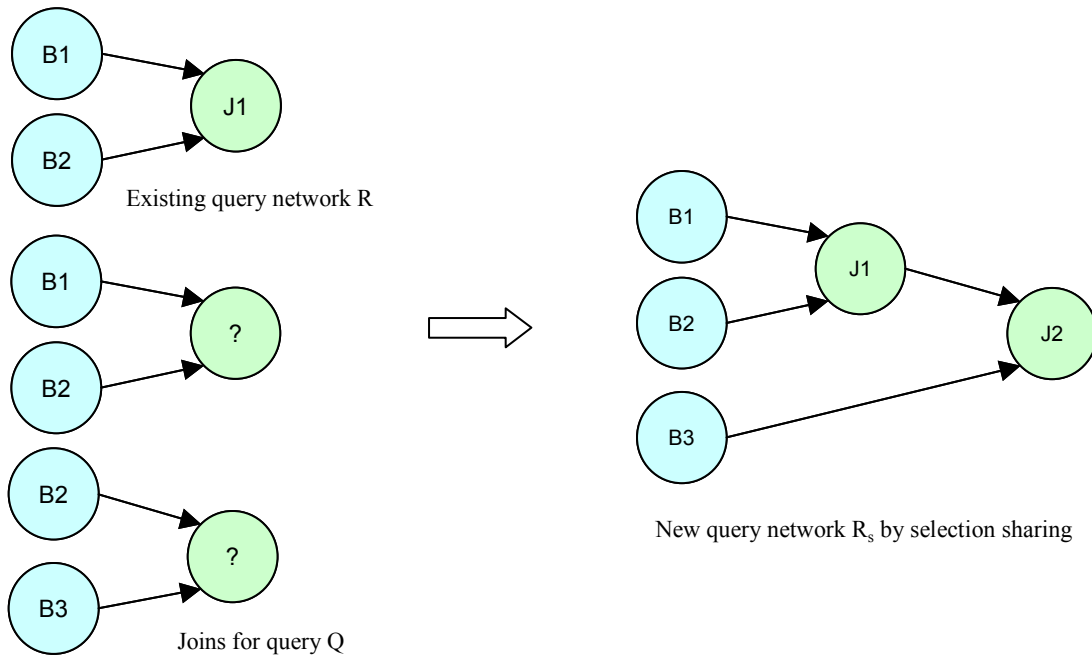 B1
J1
B2
Existing query network R
B1
?
B2
B2
?
B3
Joins for query Q
B1
J1
B2
J2
B3
New query network Rs by selection sharing